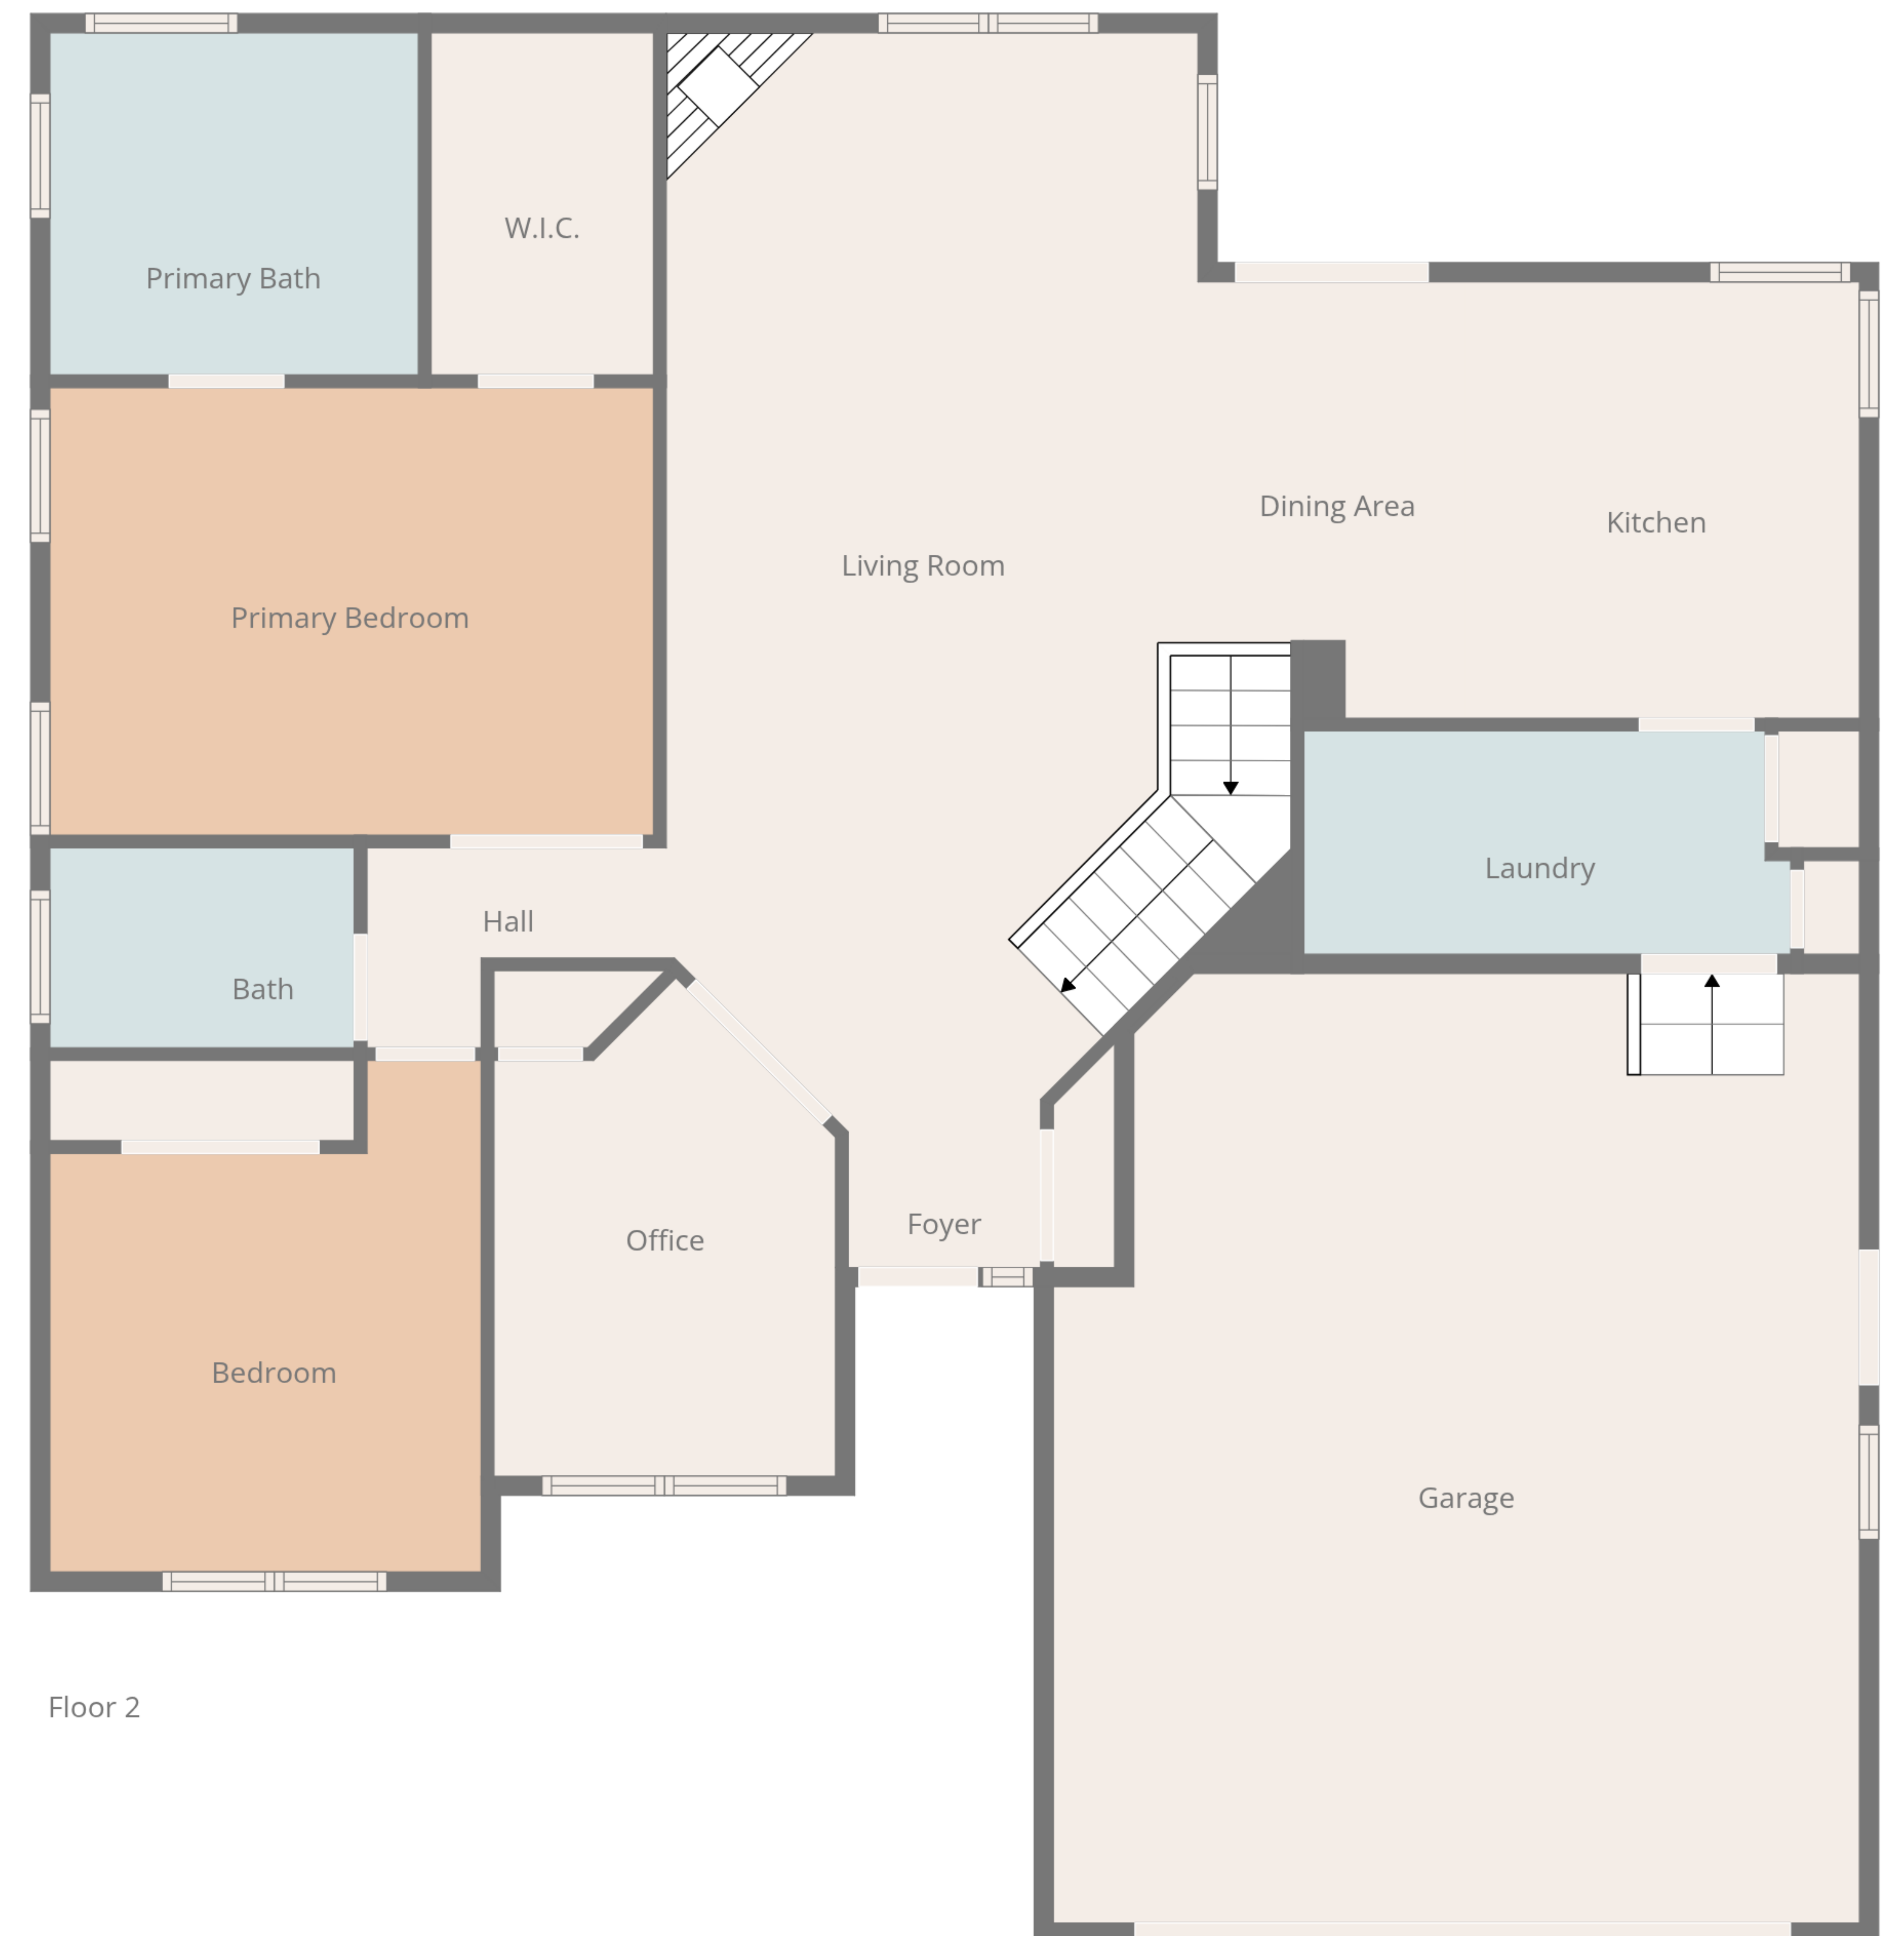 W.I.C.
Primary Bath
Dining Area
Kitchen
Living Room
Primary Bedroom
Laundry
Hall
Bath
Foyer
Office
Bedroom
Garage
Floor 2